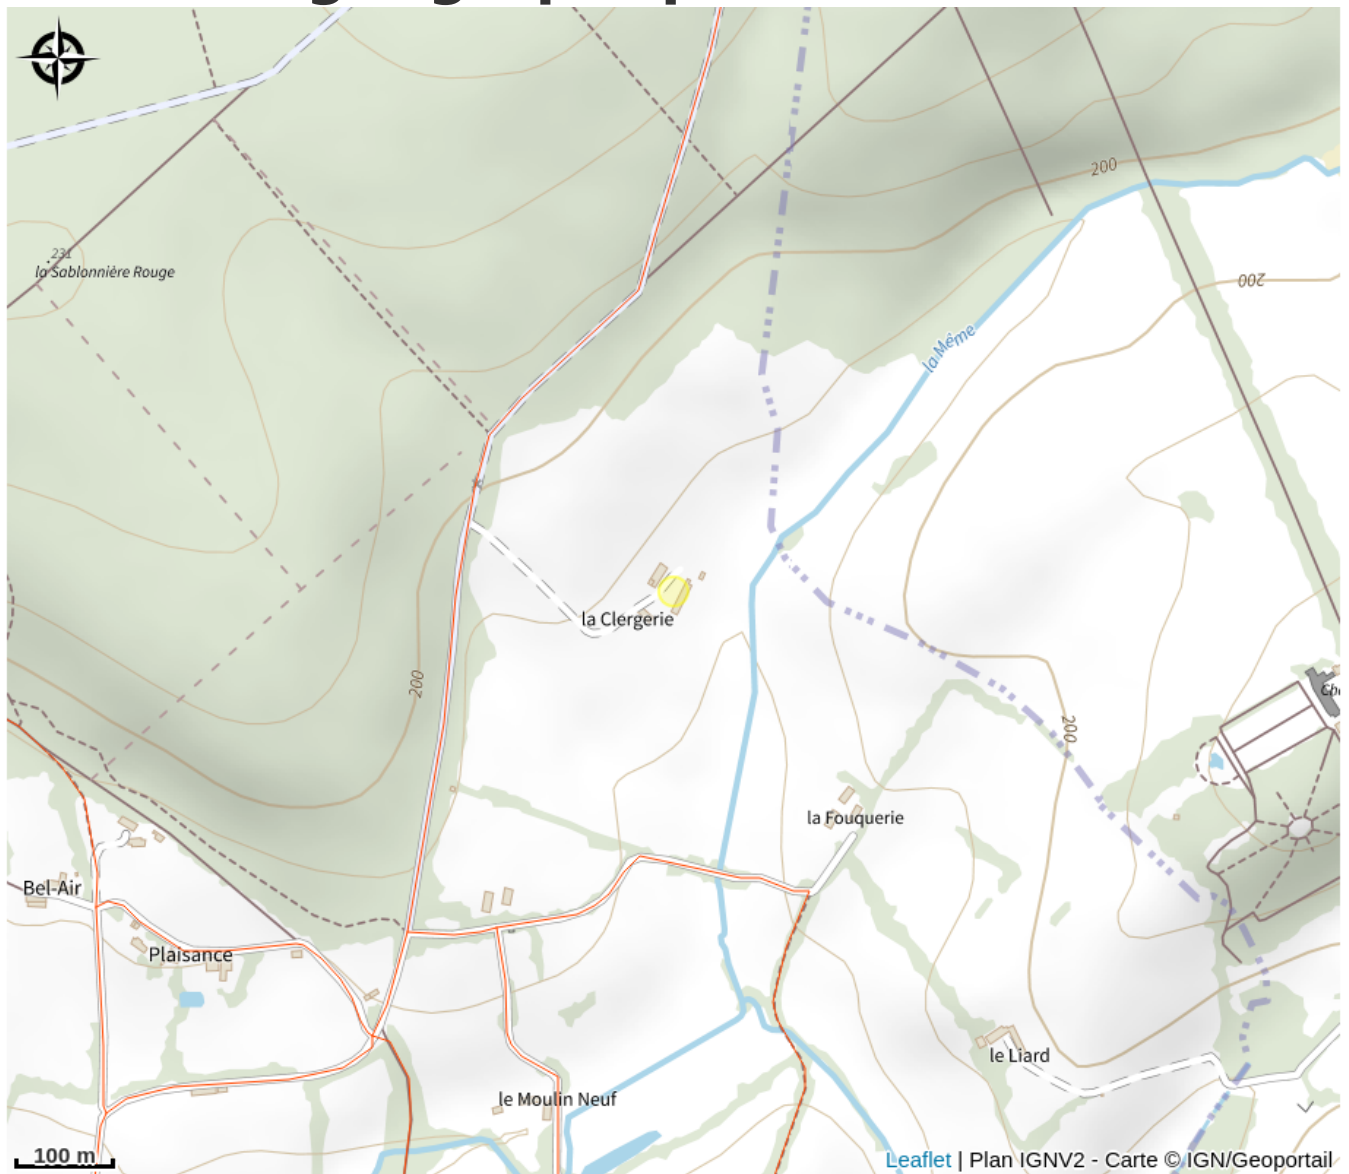 200
231
la Sablonnière Rouge
200
la Même
la Clergerie
200
200
la Fouquerie
Bel-Air
Plaisance
le Liard
le Moulin Neuf
100 m
Leaflet | Plan IGNV2 - Carte © IGN/Geoportail